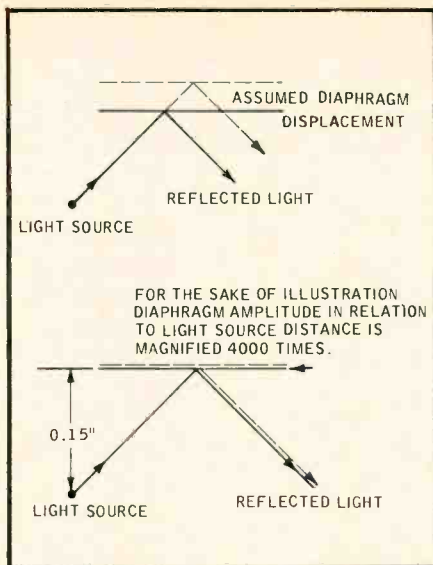 ASSUMED DIAPHRAGM
DISPLACEMENT
REFLECTED LIGHT
LIGHT SOURCE
FOR THE SAKE OF ILLUSTRATION
DIAPHRAGM AMPLITUDE IN RELATION
TO LIGHT SOURCE DISTANCE IS
MAGNIFIED 4000 TIMES.
0.15"
LIGHT SOURCE
REFLECTED LIGHT